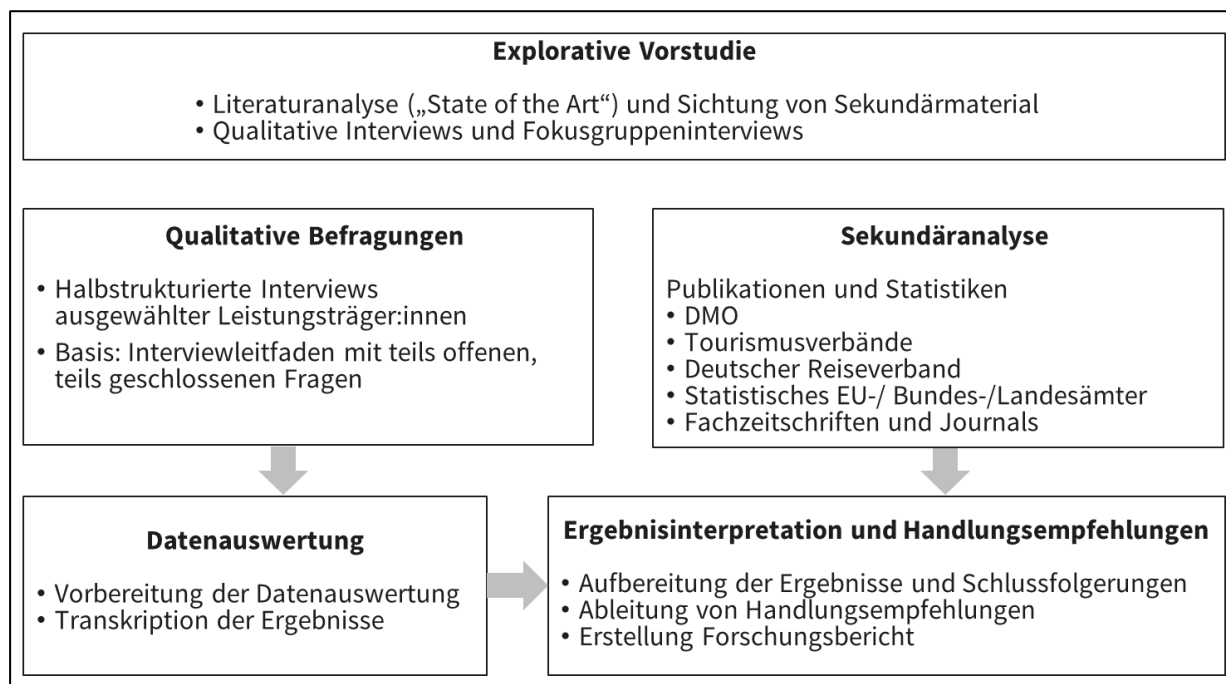 Explorative Vorstudie
• Literaturanalyse („State of the Art“) und Sichtung von Sekundärmaterial
• Qualitative Interviews und Fokusgruppeninterviews
Qualitative Befragungen
• Halbstrukturierte Interviews
ausgewählter Leistungsträger:innen
• Basis: Interviewleitfaden mit teils offenen,
teils geschlossenen Fragen
Sekundäranalyse
Publikationen und Statistiken
• DMO
• Tourismusverbände
• Deutscher Reiseverband
• Statistisches EU-/ Bundes-/Landesämter
• Fachzeitschriften und Journals
Datenauswertung
• Vorbereitung der Datenauswertung
• Transkription der Ergebnisse
Ergebnisinterpretation und Handlungsempfehlungen
• Aufbereitung der Ergebnisse und Schlussfolgerungen
• Ableitung von Handlungsempfehlungen
• Erstellung Forschungsbericht